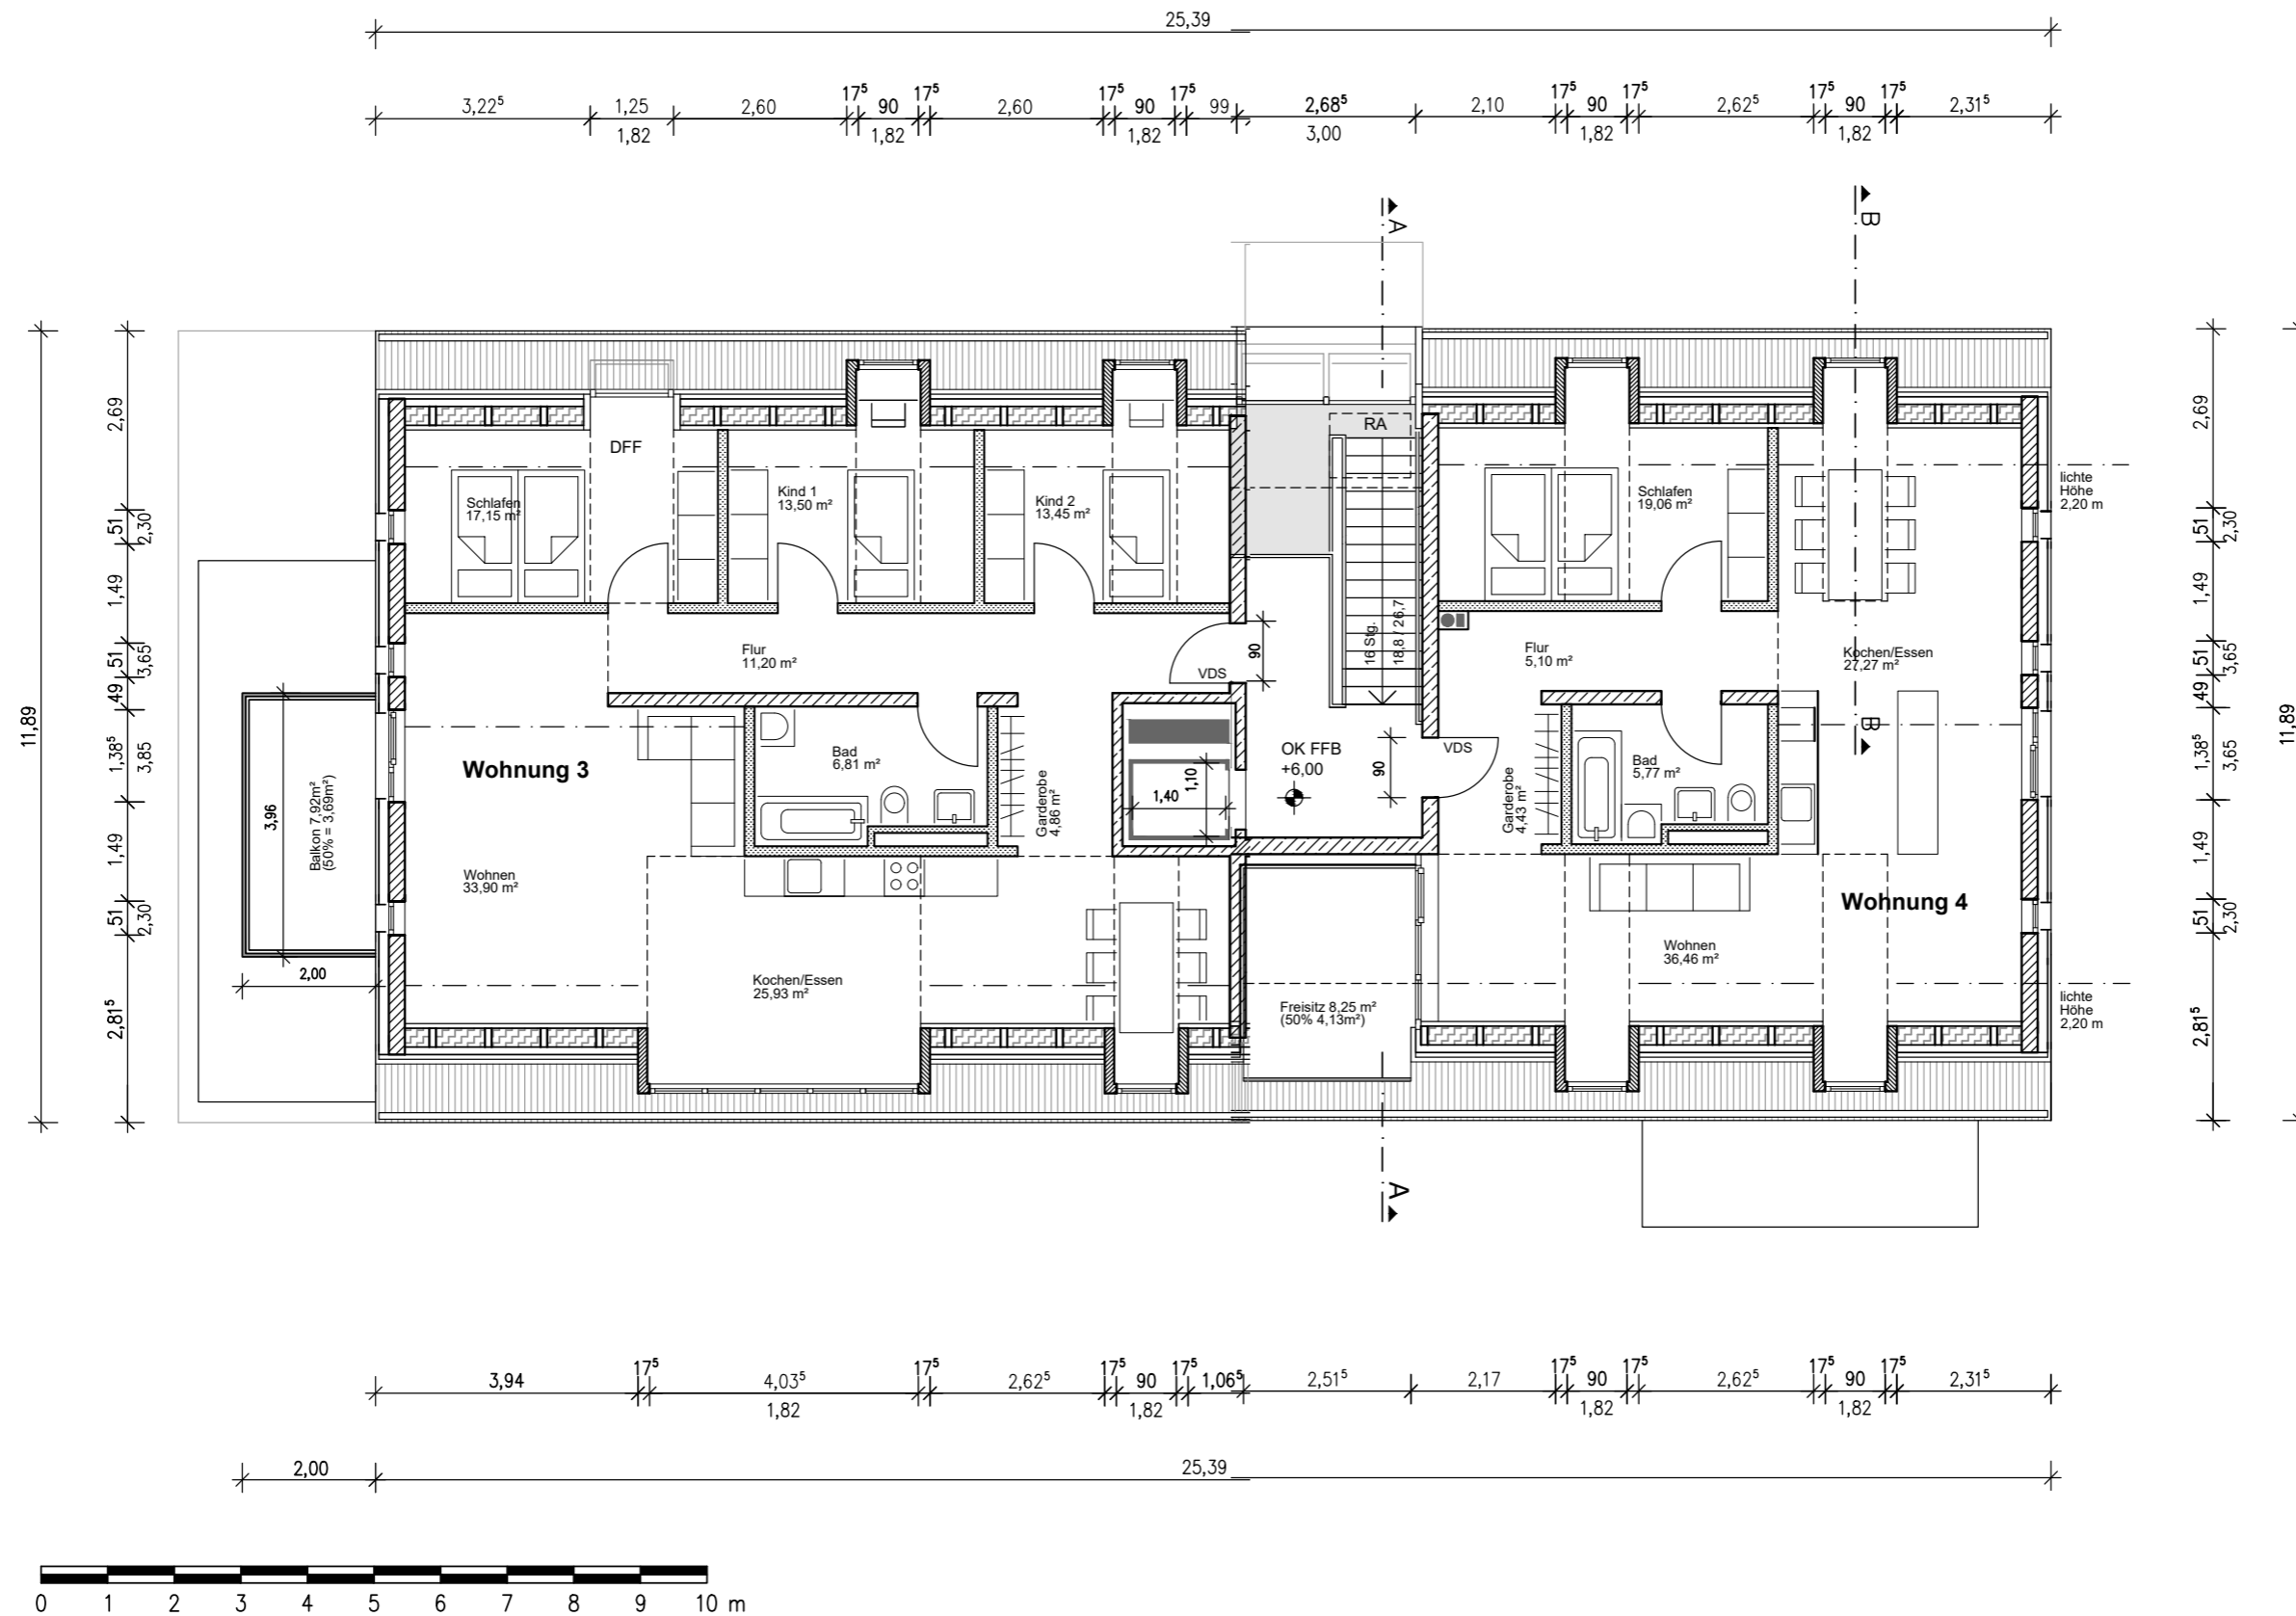 25,39
3,22⁵ 1,25 2,60 17⁵ 90 17⁵ 2,60 17⁵ 90 17⁵ 99 2,68⁵ 2,10 17⁵ 90 17⁵ 2,62⁵ 17⁵ 90 17⁵ 2,31⁵
1,82 1,82 1,82 3,00 1,82 1,82
A
B
11,89
2,69
51
2,30
1,49
51
3,65
49
1,38⁵
3,85
1,49
51
2,30
2,81⁵
DFF
RA
Schlafen
17,15 m²
Kind 1
13,50 m²
Kind 2
13,45 m²
Schlafen
19,06 m²
lichte
Höhe
2,20 m
Flur
11,20 m²
VDS
90
16 Stg.
18,8 / 26,7
Flur
5,10 m²
Kochen/Essen
27,27 m²
B
Wohnung 3
Bad
6,81 m²
Garderobe
4,86 m²
1,10
1,40
OK FFB
+6,00
90
VDS
Garderobe
4,43 m²
Bad
5,77 m²
3,96
Balkon 7,92m²
(50% = 3,69m²)
2,00
Wohnen
33,90 m²
Kochen/Essen
25,93 m²
Freisitz 8,25 m²
(50% 4,13m²)
Wohnung 4
Wohnen
36,46 m²
lichte
Höhe
2,20 m
2,69
51
2,30
1,49
51
3,65
49
1,38⁵
3,65
1,49
51
2,30
2,81⁵
11,89
A
3,94 17⁵ 4,03⁵ 17⁵ 2,62⁵ 17⁵ 90 17⁵ 1,06⁵ 2,51⁵ 2,17 17⁵ 90 17⁵ 2,62⁵ 17⁵ 90 17⁵ 2,31⁵
1,82 1,82 1,82 1,82
2,00 25,39
0 1 2 3 4 5 6 7 8 9 10 m